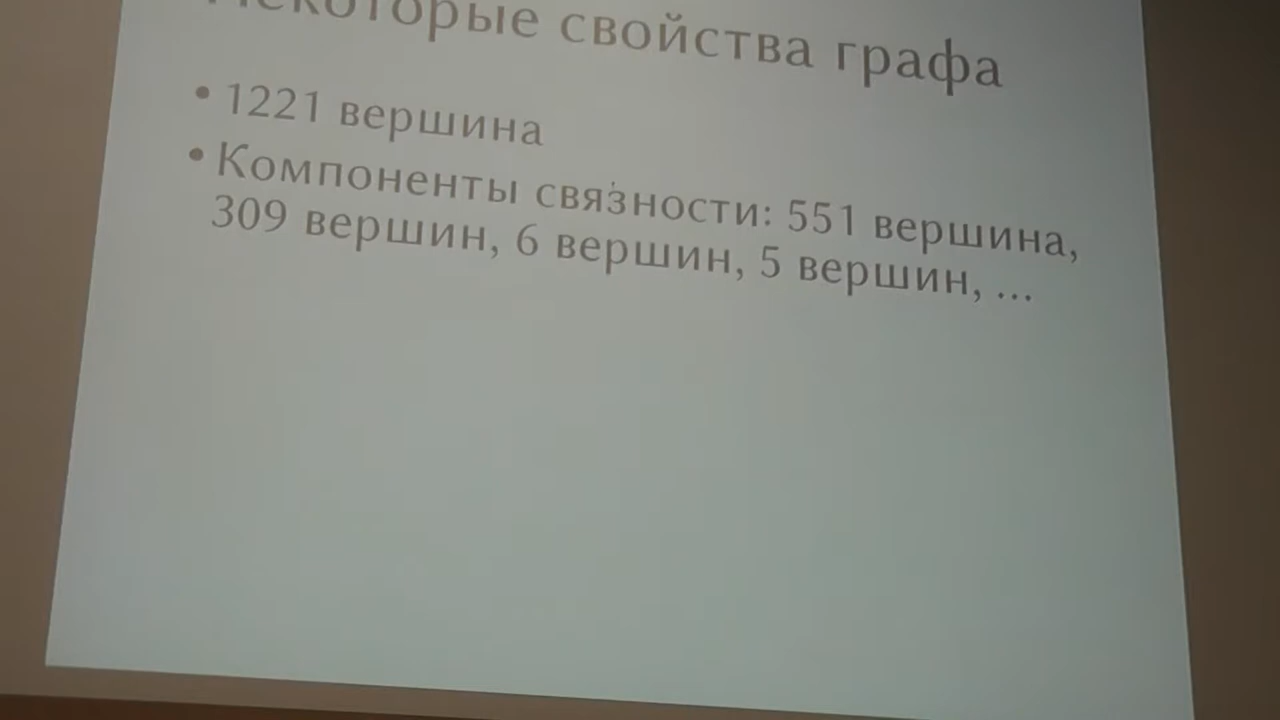 Некоторые свойства графа
• 1221 вершина
• Компоненты связности: 551 вершина,
309 вершин, 6 вершин, 5 вершин, ...